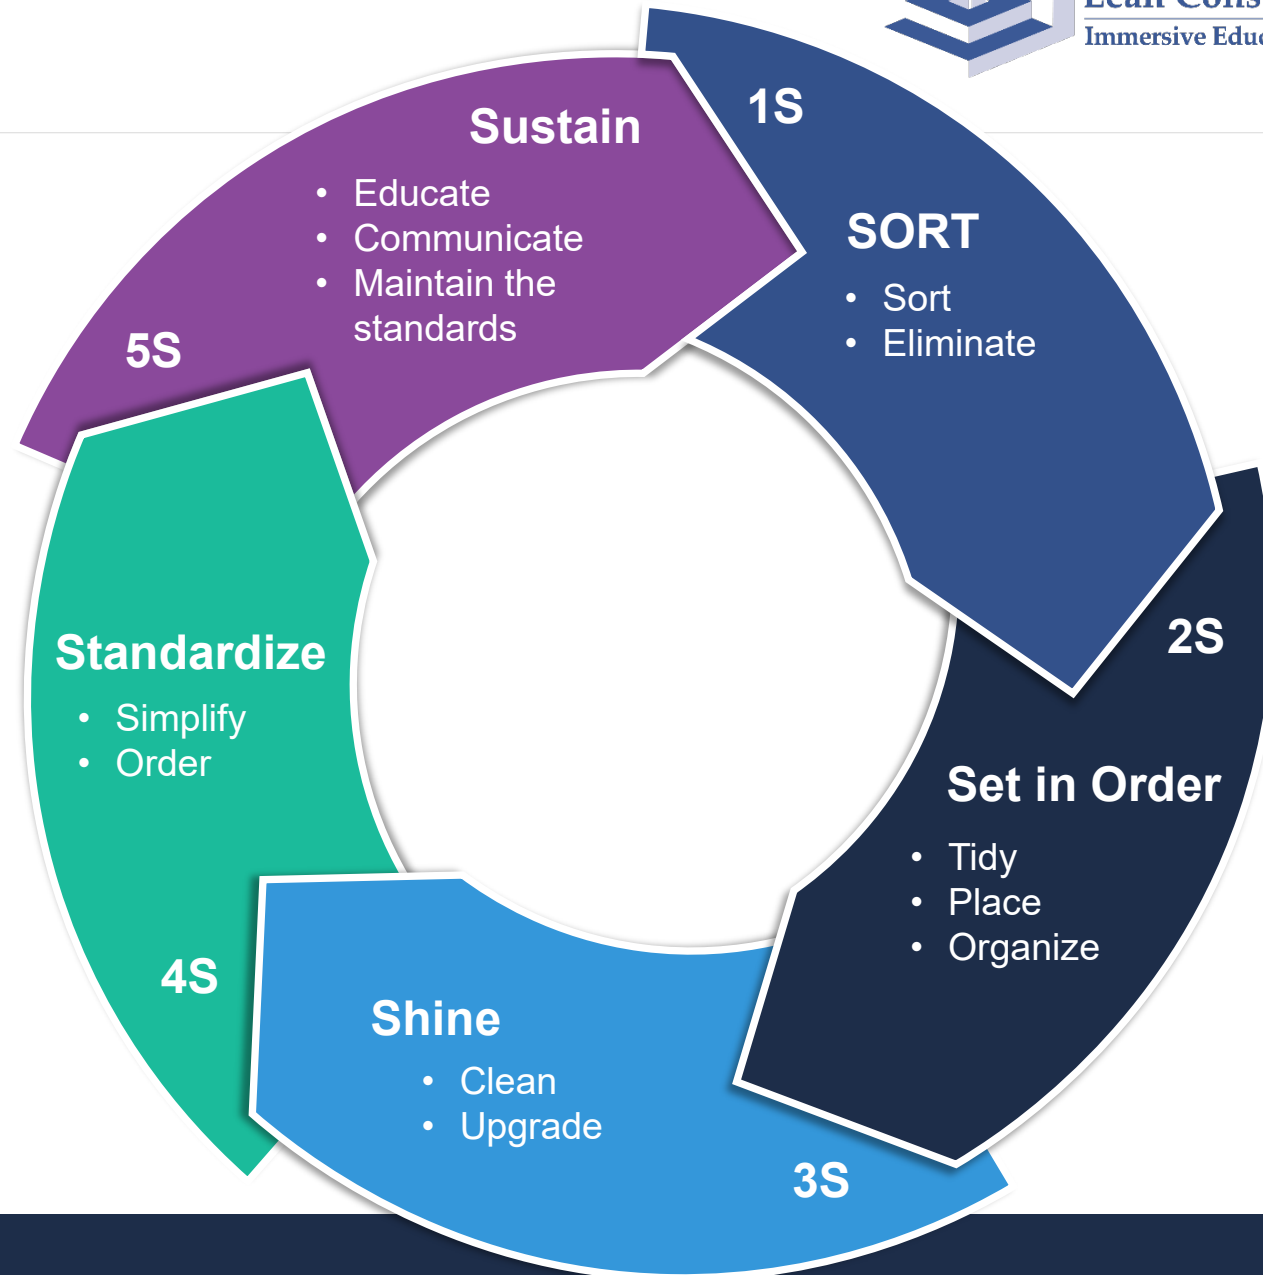 Immersive
1S
SORT
• Sort
• Eliminate
2S
Set in Order
• Tidy
• Place
• Organize
3S
Shine
• Clean
• Upgrade
4S
Standardize
• Simplify
• Order
5S
Sustain
• Educate
• Communicate
• Maintain the
standards